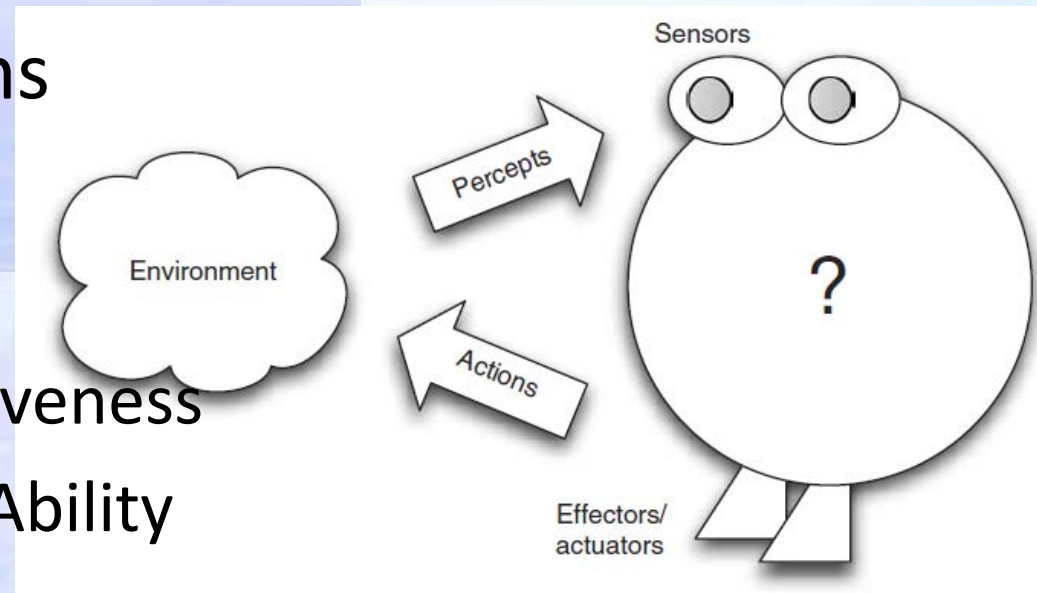 ns
veness
Ability
Sensors
Percepts
Environment
?
Actions
Effectors/
actuators